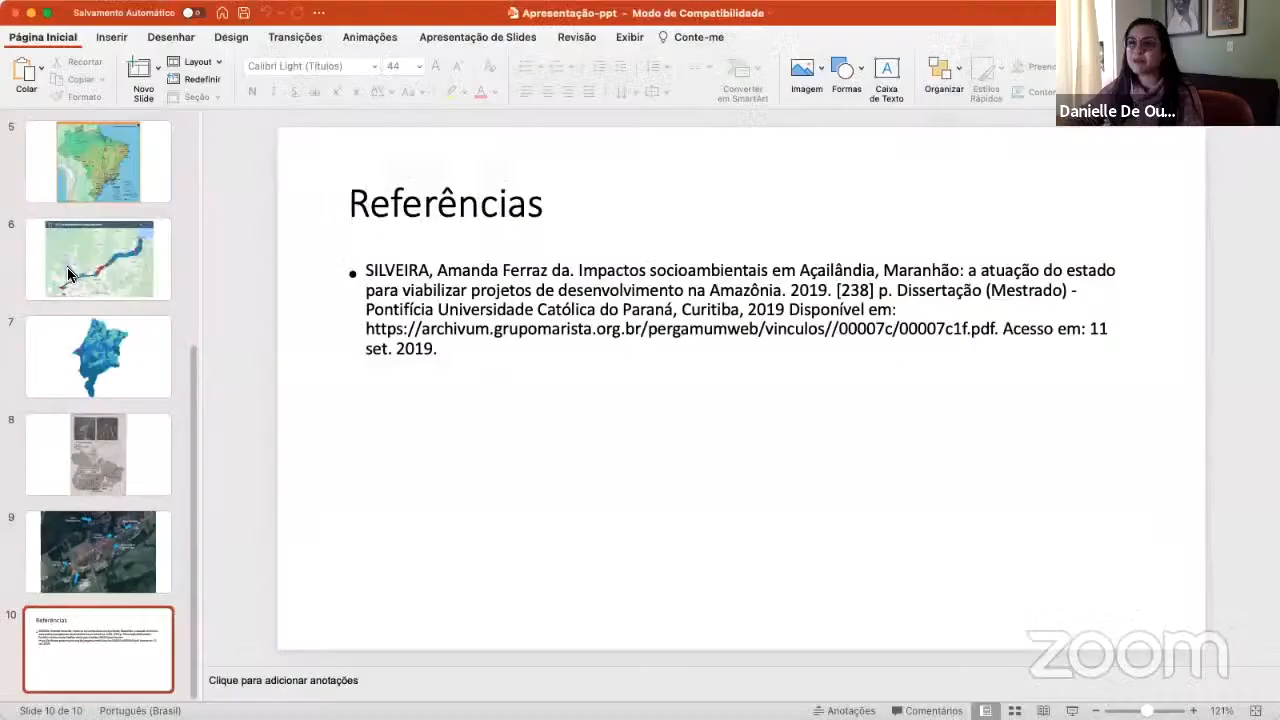 Salvamento Automático
Apresentação-ppt - Modo de Compatibilidade
Página Inicial Inserir Desenhar Design Transições Animações Apresentação de Slides Revisão Exibir Conte-me
Colar
Recortar
Copiar
Formato
Novo Slide
Layout
Redefinir
Seção
Calibri Light (Títulos) 44
Converter em SmartArt
Imagem
Formas
Caixa de Texto
Organizar
Estilos Rápidos
Danielle De Ou...
5
6
7
8
9
10
Referências
Referências
• SILVEIRA, Amanda Ferraz da. Impactos socioambientais em Açailândia, Maranhão: a atuação do estado
para viabilizar projetos de desenvolvimento na Amazônia. 2019. [238] p. Dissertação (Mestrado) -
Pontifícia Universidade Católica do Paraná, Curitiba, 2019 Disponível em:
https://archivum.grupomarista.org.br/pergamumweb/vinculos//00007c/00007c1f.pdf. Acesso em: 11
set. 2019.
zoom
Clique para adicionar anotações
Slide 10 de 10 Português (Brasil) Anotações Comentários 121%